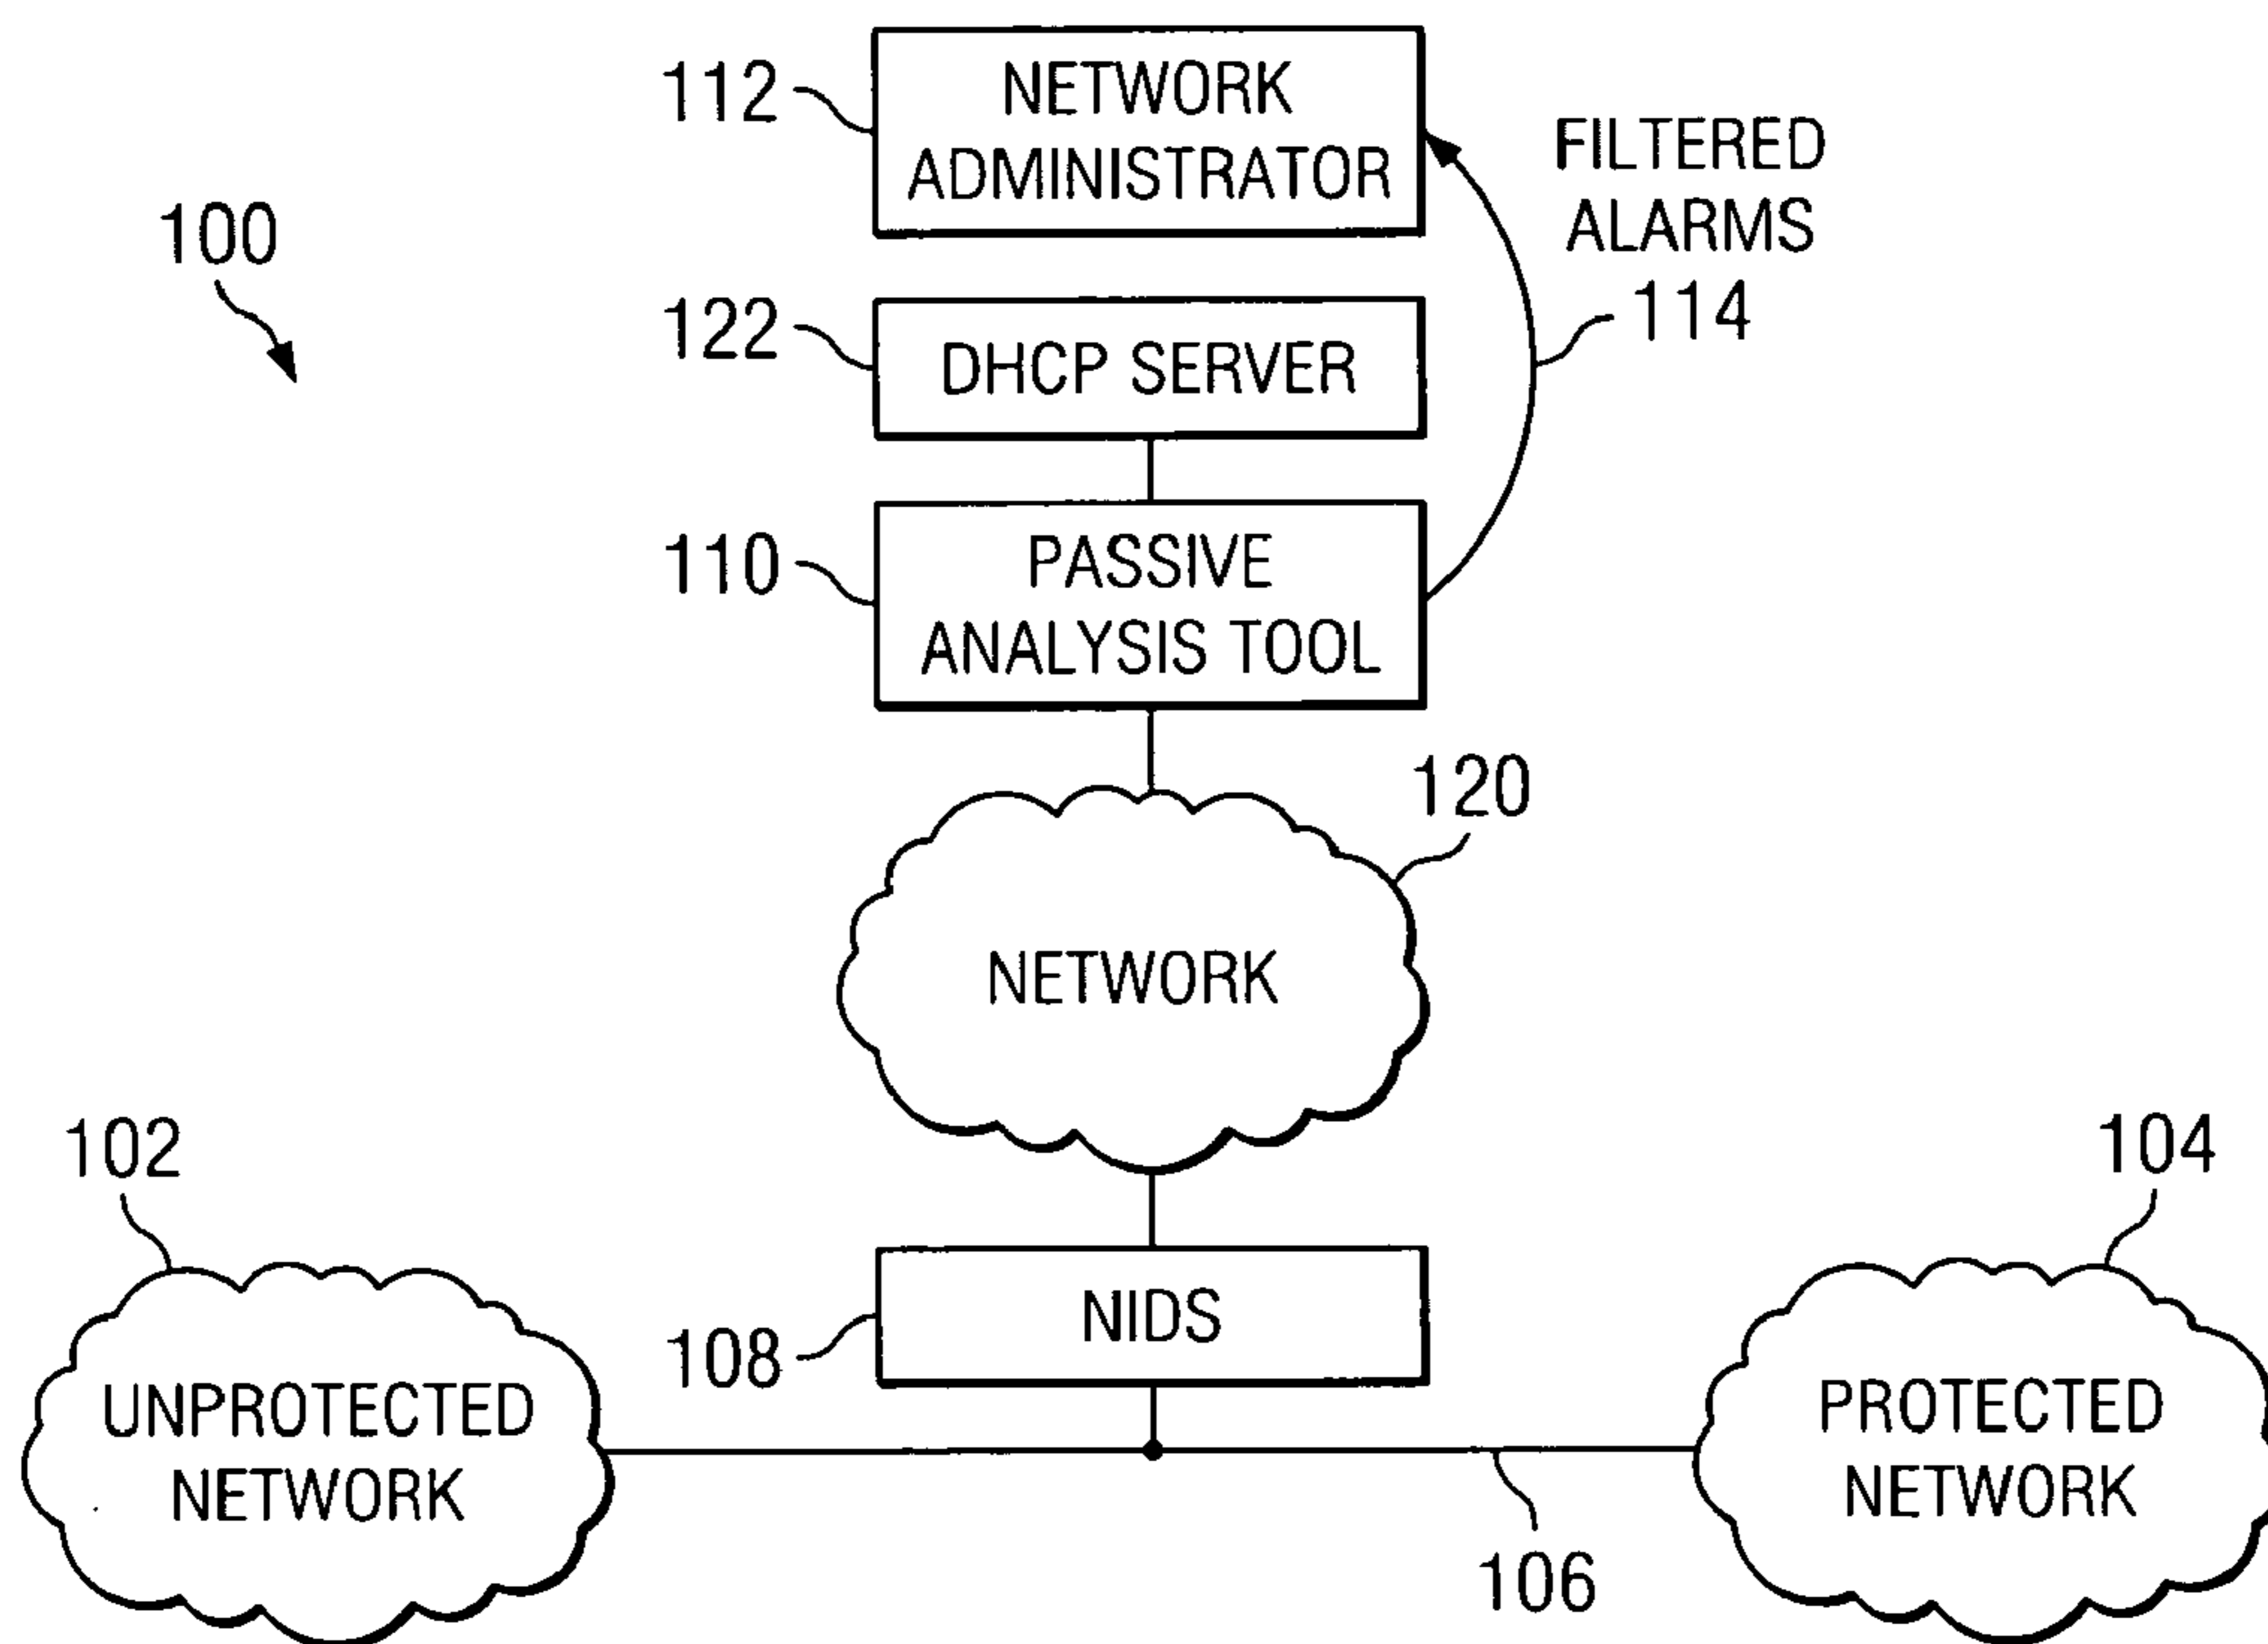 112
NETWORK
ADMINISTRATOR
FILTERED
ALARMS
114
100
122
DHCP SERVER
110
PASSIVE
ANALYSIS TOOL
120
NETWORK
102
104
108
NIDS
UNPROTECTED
NETWORK
PROTECTED
NETWORK
106